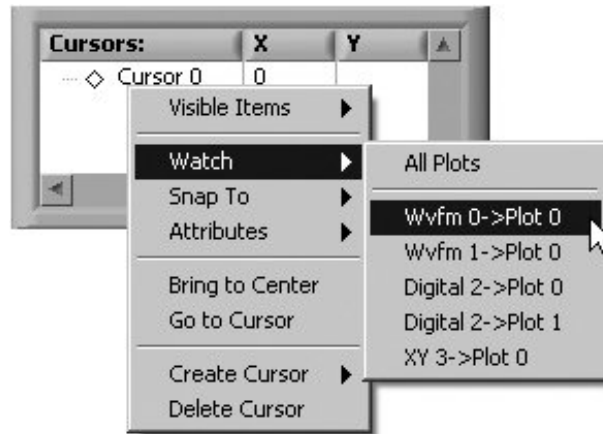 Cursors: X Y
Cursor 0 0
Visible Items
Watch
Snap To
Attributes
Bring to Center
Go to Cursor
Create Cursor
Delete Cursor
All Plots
Wvfm 0->Plot 0
Wvfm 1->Plot 0
Digital 2->Plot 0
Digital 2->Plot 1
XY 3->Plot 0